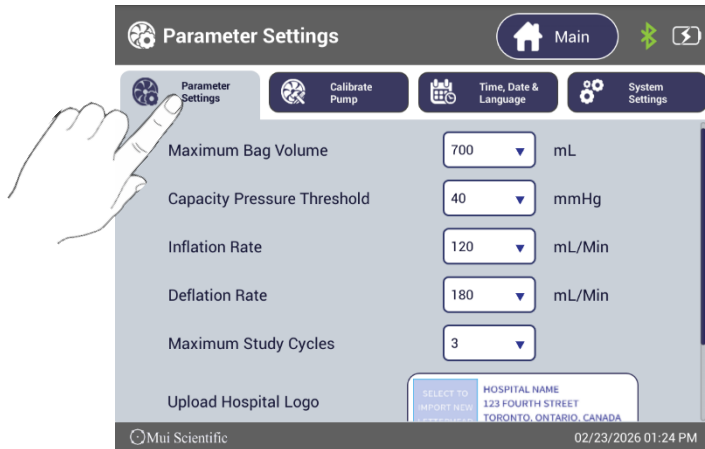 Parameter Settings
Main
Parameter
Settings
Calibrate
Pump
Time, Date &
Language
System
Settings
Maximum Bag Volume 700 mL
Capacity Pressure Threshold 40 mmHg
Inflation Rate 120 mL/Min
Deflation Rate 180 mL/Min
Maximum Study Cycles 3
Upload Hospital Logo
SELECT TO
IMPORT NEW
HOSPITAL NAME
123 FOURTH STREET
TORONTO, ONTARIO, CANADA
Mui Scientific
02/23/2026 01:24 PM